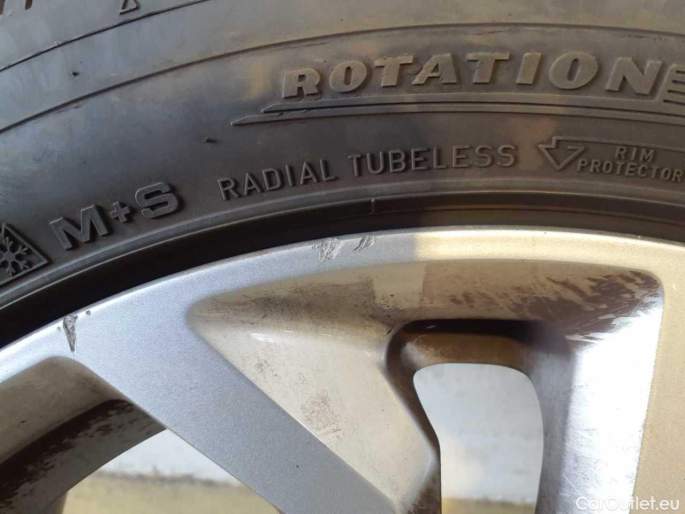 ROTATION
RADIAL TUBELESS
RIM
PROTECTOR
M+S
CarOutlet.eu